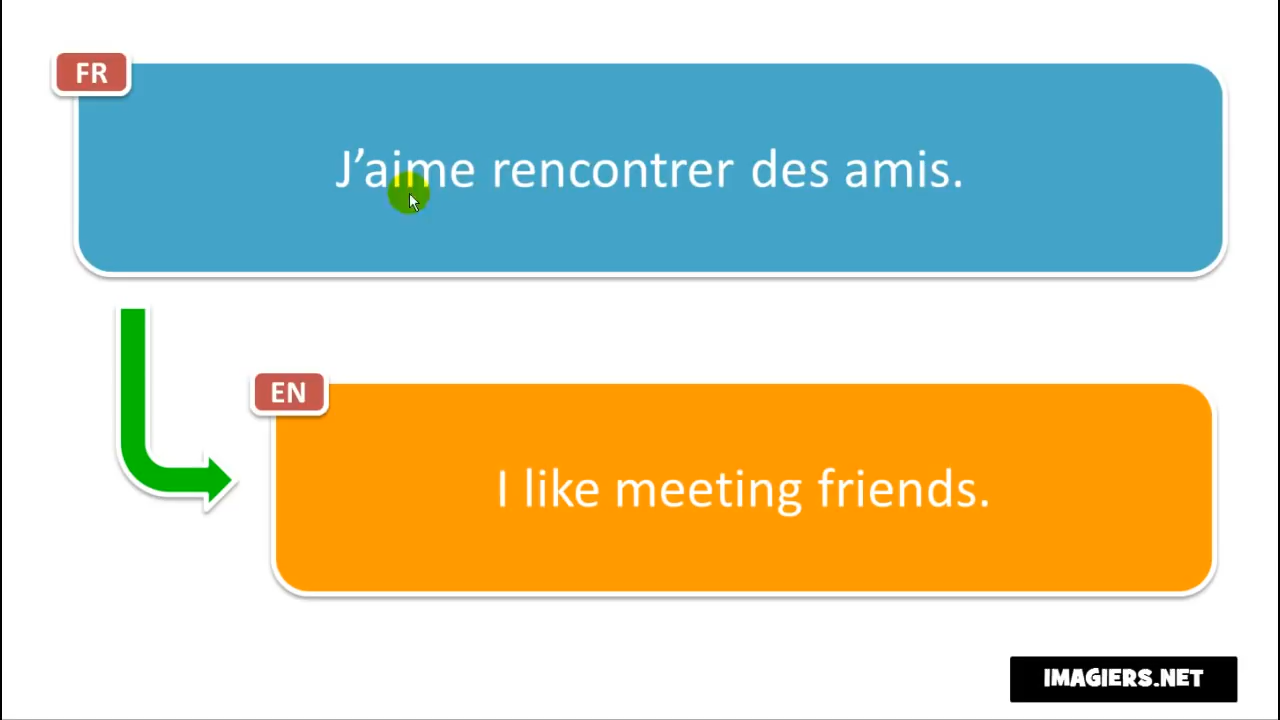 FR
J’aime rencontrer des amis.
EN
I like meeting friends.
IMAGIERS.NET